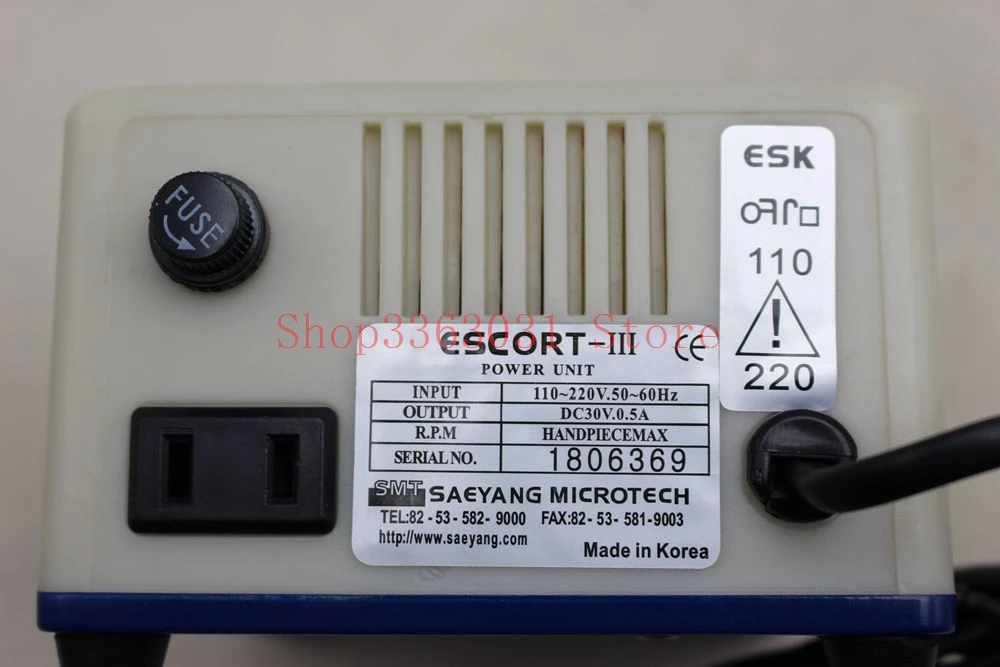 FUSE
ESK
110
220
Shop3363031 Store
ESCORT-III CE
POWER UNIT
INPUT 110~220V.50~60Hz
OUTPUT DC30V.0.5A
R.P.M HANDPIECEMAX
SERIAL NO. 1806369
SMT SAEYANG MICROTECH
TEL:82 - 53 - 582- 9000 FAX:82 - 53- 581-9003
http://www.saeyang.com
Made in Korea